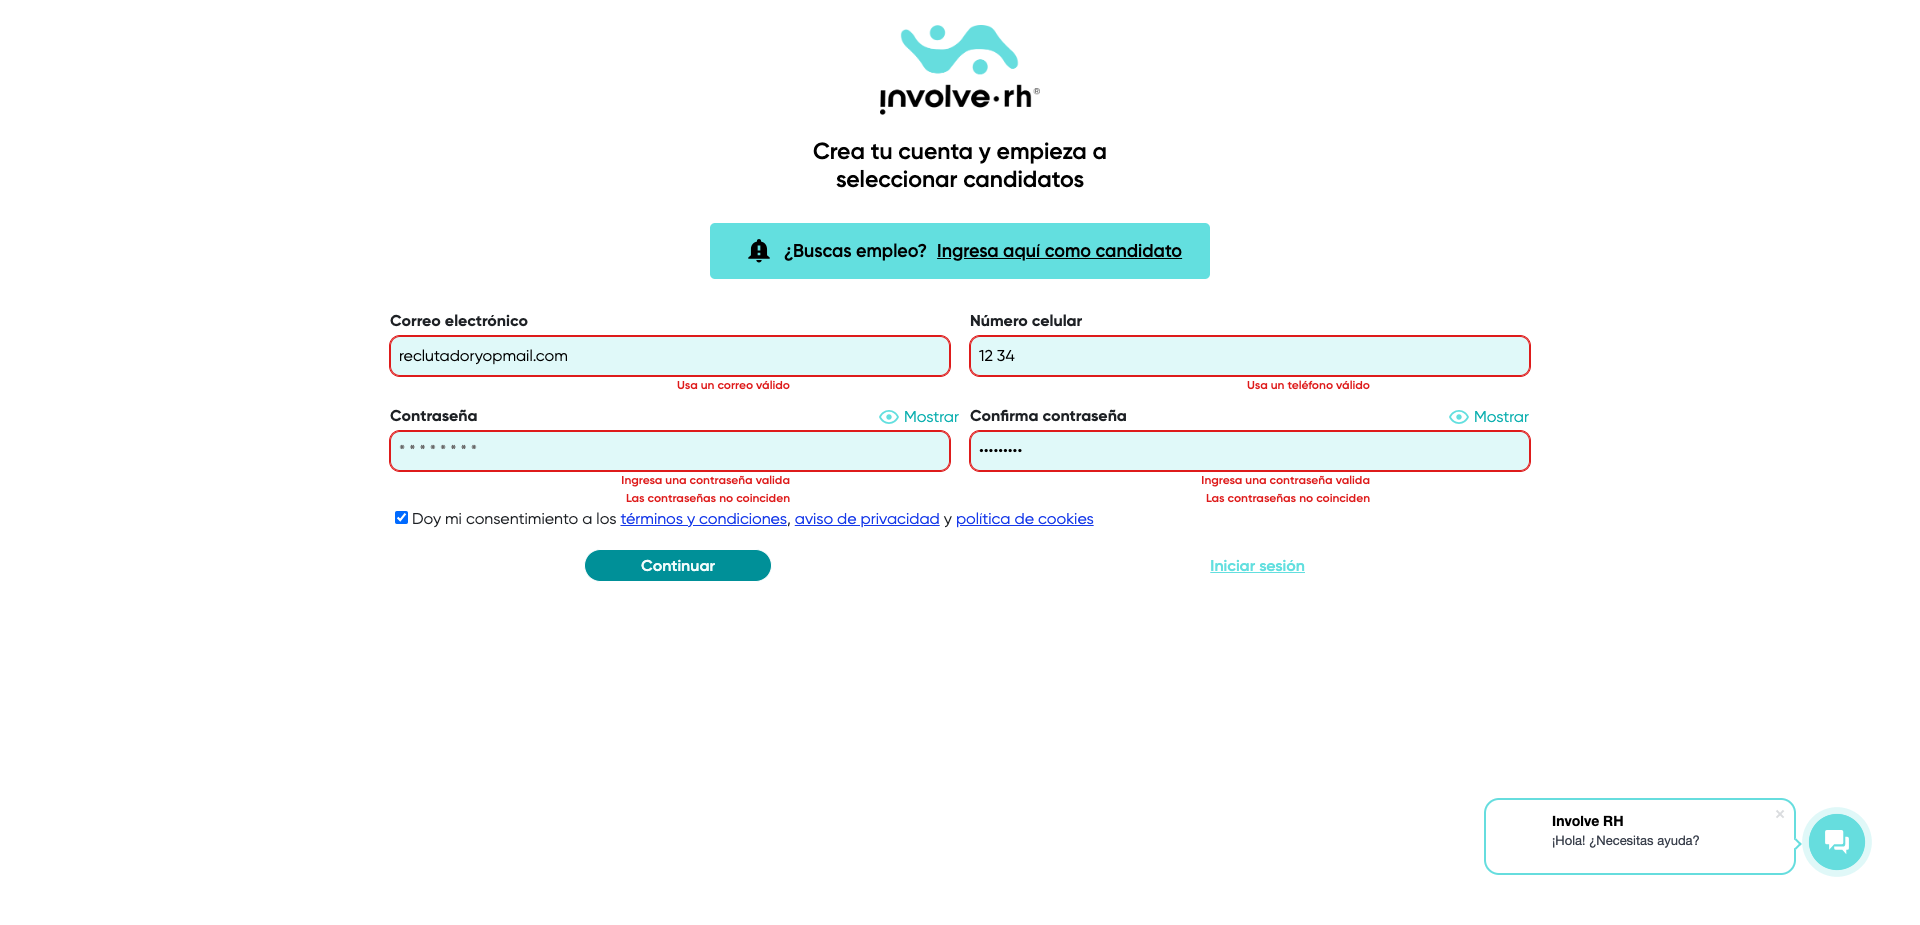 involve·rh®
Crea tu cuenta y empieza a
seleccionar candidatos
¿Buscas empleo? Ingresa aquí como candidato
Correo electrónico
Número celular
reclutadoryopmail.com
12 34
Usa un correo válido
Usa un teléfono válido
Contraseña
Mostrar
Confirma contraseña
Mostrar
* * * * * * * *
•••••••••
Ingresa una contraseña valida
Ingresa una contraseña valida
Las contraseñas no coinciden
Las contraseñas no coinciden
Doy mi consentimiento a los términos y condiciones, aviso de privacidad y política de cookies
Continuar
Iniciar sesión
Involve RH
¡Hola! ¿Necesitas ayuda?